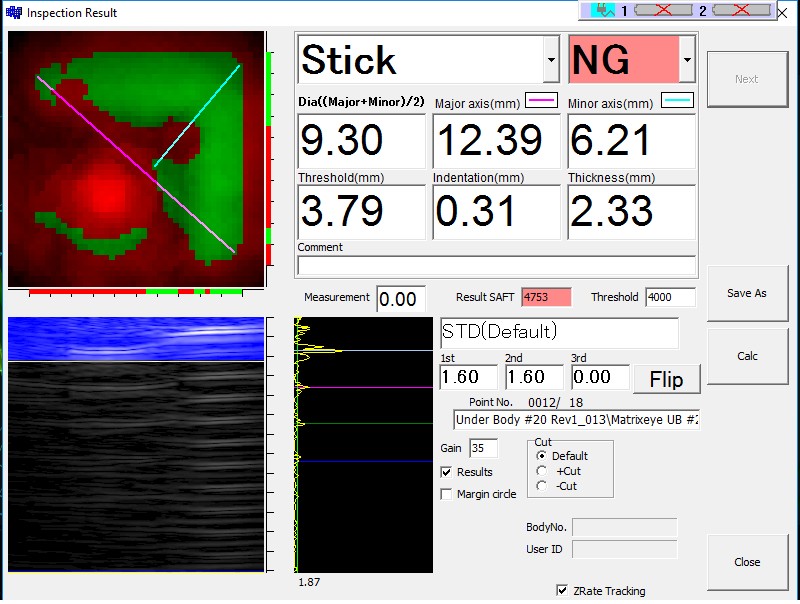 Inspection Result
1 2
Stick NG
Next
Dia((Major+Minor)/2) Major axis(mm) Minor axis(mm)
9.30 12.39 6.21
Threshold(mm) Indentation(mm) Thickness(mm)
3.79 0.31 2.33
Comment
Measurement 0.00 Result SAFT 4753 Threshold 4000
Save As
STD(Default)
Calc
1st 2nd 3rd
1.60 1.60 0.00 Flip
Point No. 0012/ 18
Under Body #20 Rev1_013\Matrixeye UB #2
Gain 35
Cut
Default
Results
+Cut
-Cut
Margin circle
BodyNo.
User ID
Close
1.87
ZRate Tracking